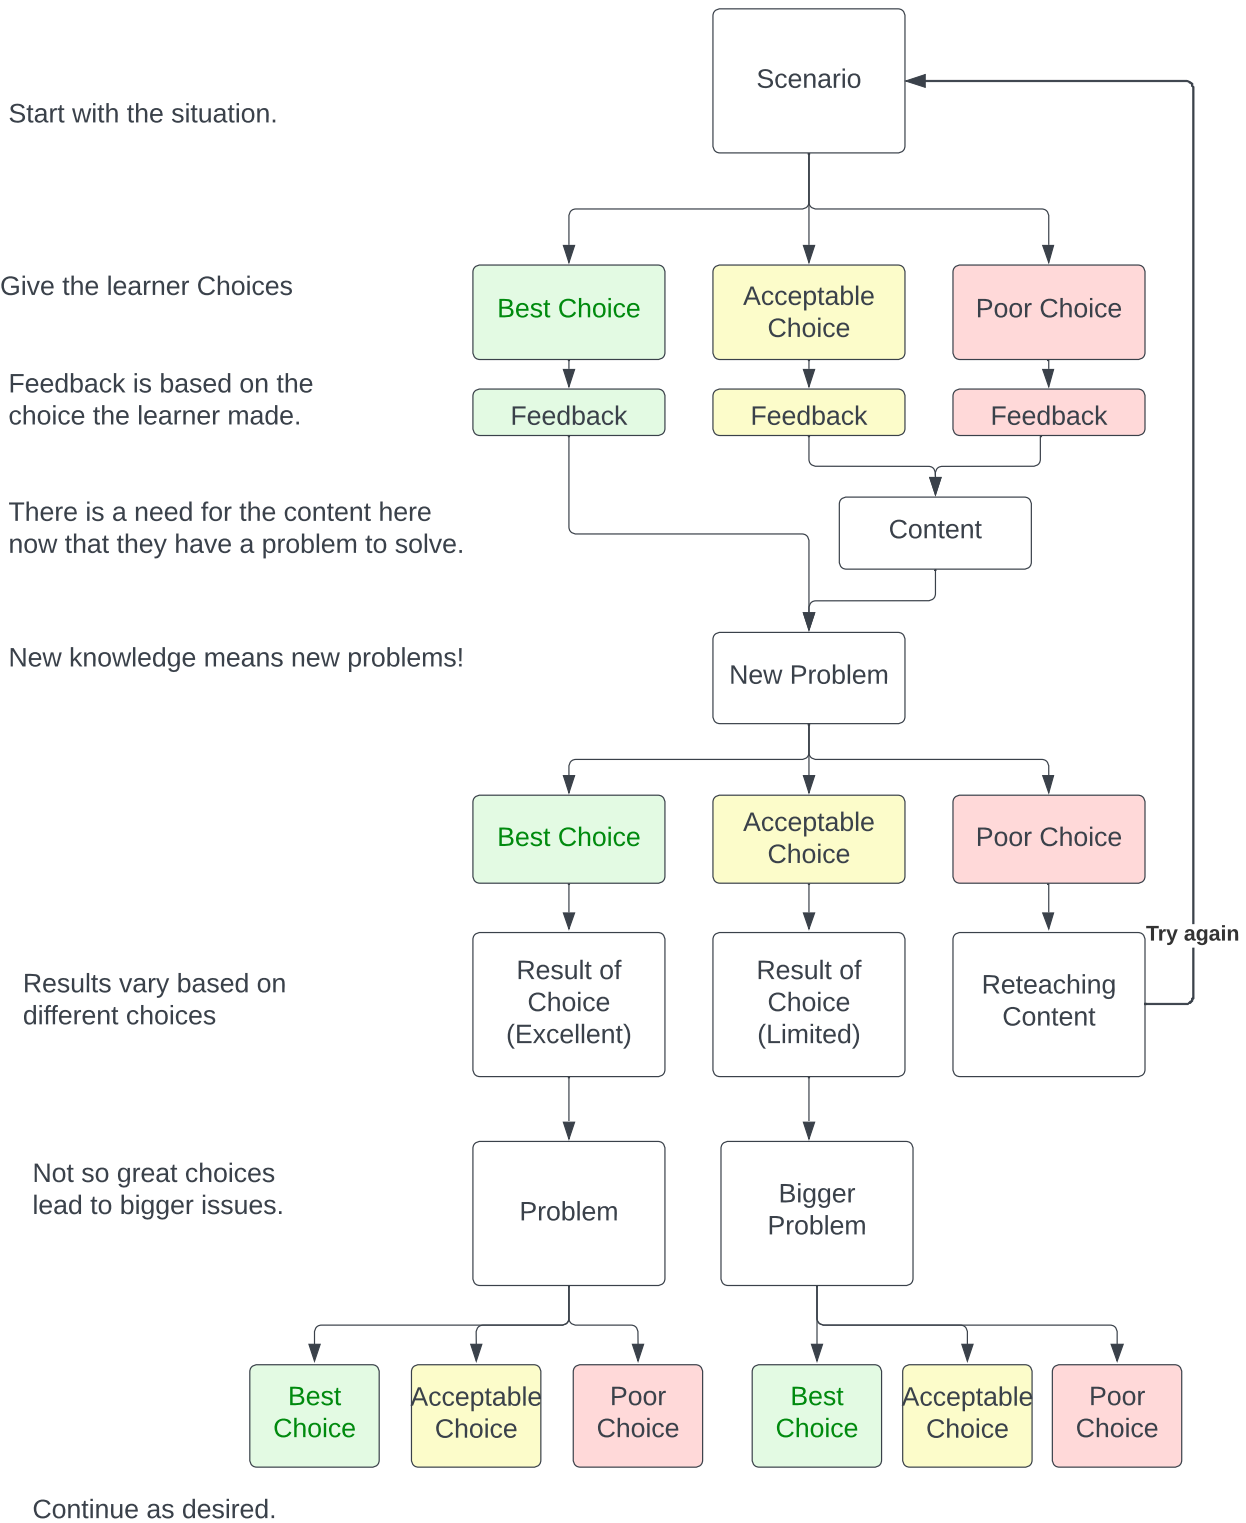 Scenario
Start with the situation.
Give the learner Choices
Best Choice
Acceptable
Choice
Poor Choice
Feedback is based on the
choice the learner made.
Feedback
Feedback
Feedback
There is a need for the content here
now that they have a problem to solve.
Content
New knowledge means new problems!
New Problem
Best Choice
Acceptable
Choice
Poor Choice
Try again
Results vary based on
different choices
Result of
Choice
(Excellent)
Result of
Choice
(Limited)
Reteaching
Content
Not so great choices
lead to bigger issues.
Problem
Bigger
Problem
Best
Choice
Acceptable
Choice
Poor
Choice
Best
Choice
Acceptable
Choice
Poor
Choice
Continue as desired.